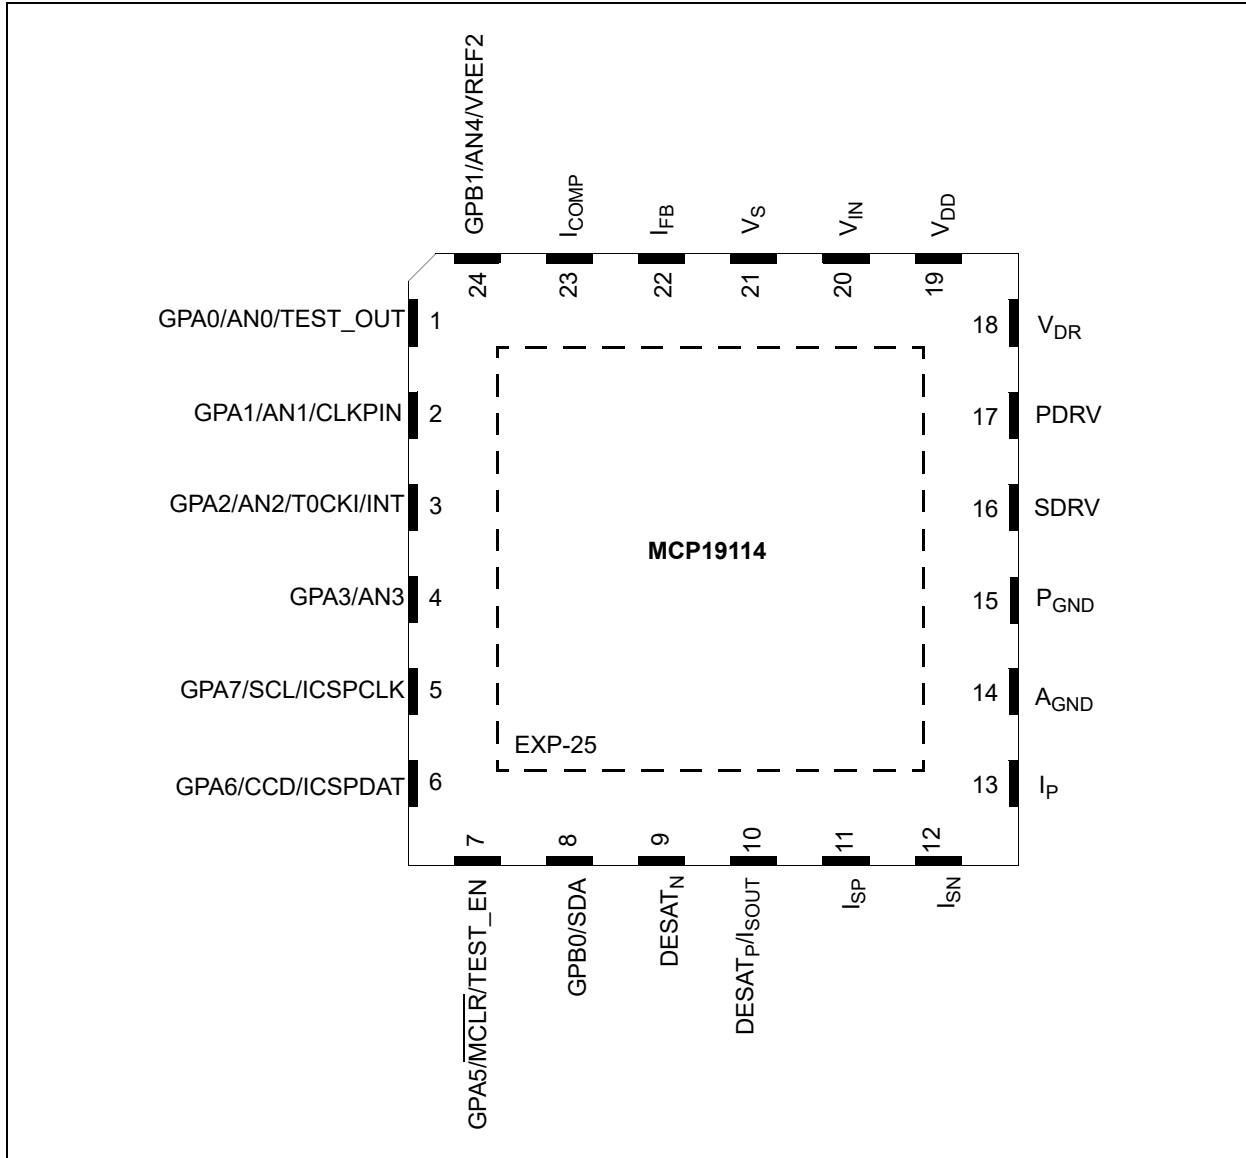 GPB1/AN4/VREF2
ICOMP
IFB
VS
VIN
VDD
24
23
22
21
20
19
GPA0/AN0/TEST_OUT 1
18 VDR
GPA1/AN1/CLKPIN 2
17 PDRV
GPA2/AN2/T0CKI/INT 3
16 SDRV
MCP19114
GPA3/AN3 4
15 PGND
GPA7/SCL/ICSPCLK 5
14 AGND
EXP-25
GPA6/CCD/ICSPDAT 6
13 IP
7
8
9
10
11
12
GPA5/MCLR/TEST_EN
GPB0/SDA
DESATN
DESATP/ISOUT
ISP
ISN